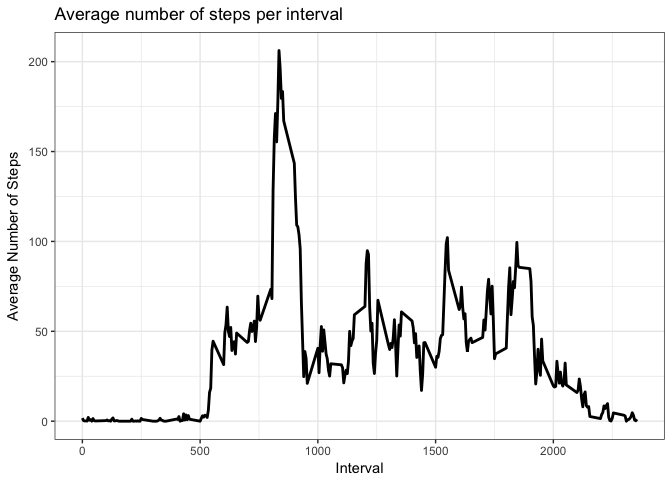 Average number of steps per interval
200
150
100
50
0
Average Number of Steps
0 500 1000 1500 2000
Interval